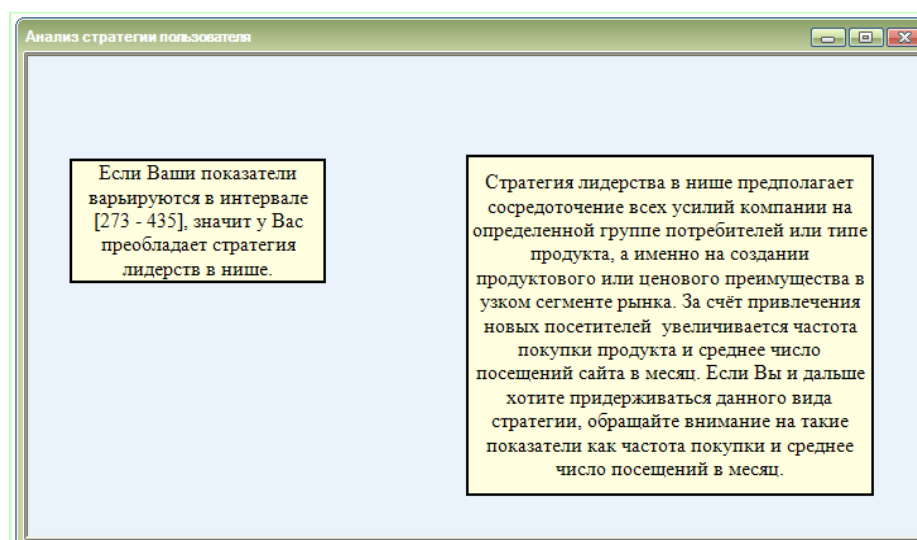 Анализ стратегии пользователя
Если Ваши показатели
варьируются в интервале
[273 - 435], значит у Вас
преобладает стратегия
лидерств в нише.
Стратегия лидерства в нише предполагает
сосредоточение всех усилий компании на
определенной группе потребителей или типе
продукта, а именно на создании
продуктового или ценового преимущества в
узком сегменте рынка. За счёт привлечения
новых посетителей  увеличивается частота
покупки продукта и среднее число
посещений сайта в месяц. Если Вы и дальше
хотите придерживаться данного вида
стратегии, обращайте внимание на такие
показатели как частота покупки и среднее
число посещений в месяц.